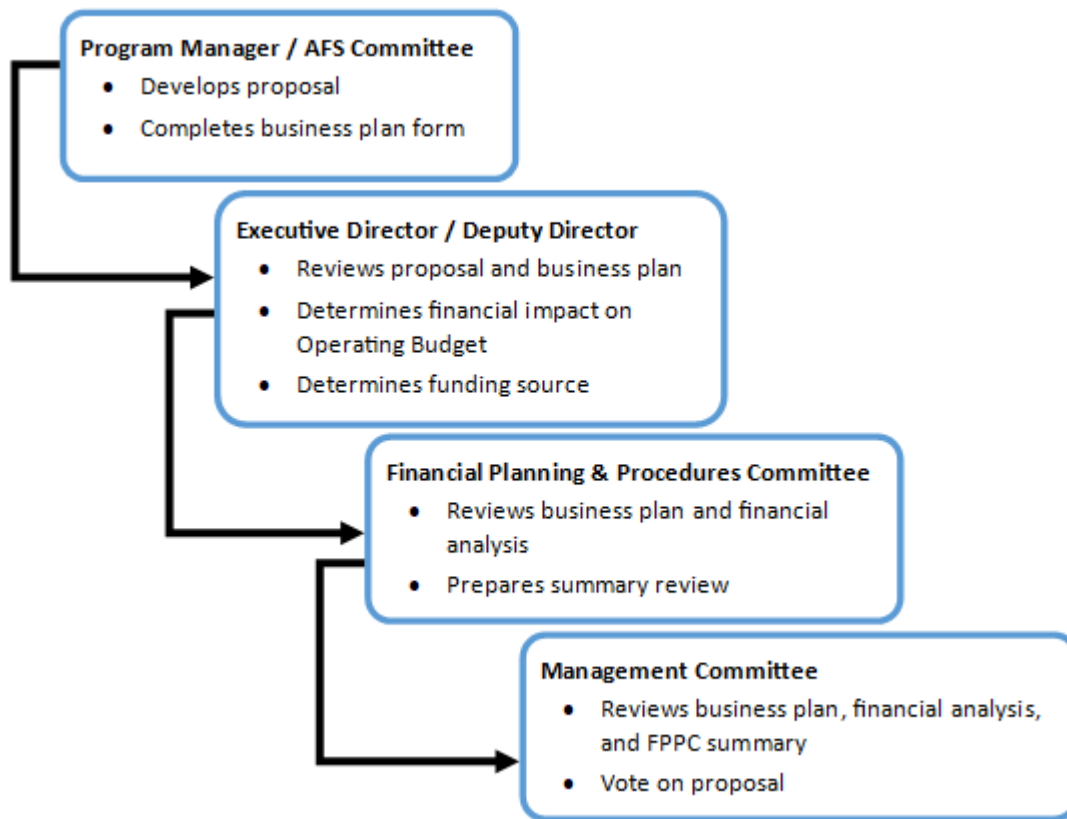 Program Manager / AFS Committee
• Develops proposal
• Completes business plan form
Executive Director / Deputy Director
• Reviews proposal and business plan
• Determines financial impact on
Operating Budget
• Determines funding source
Financial Planning & Procedures Committee
• Reviews business plan and financial
analysis
• Prepares summary review
Management Committee
• Reviews business plan, financial analysis,
and FPPC summary
• Vote on proposal